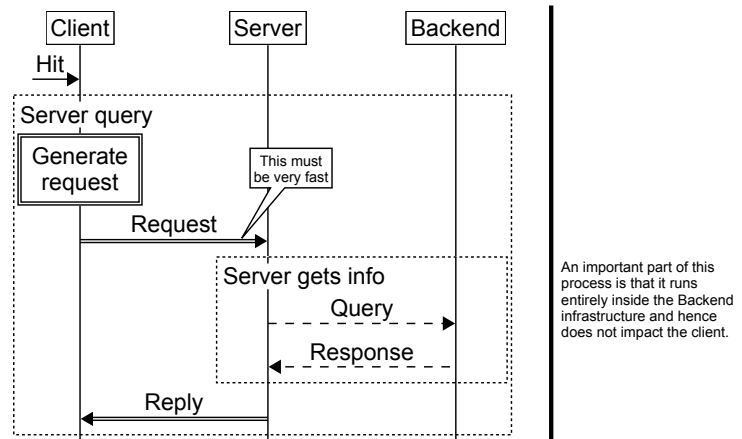 Client
Server
Backend
Hit
Server query
Generate
request
This must
be very fast
Request
Server gets info
Query
Response
Reply
An important part of this
process is that it runs
entirely inside the Backend
infrastructure and hence
does not impact the client.